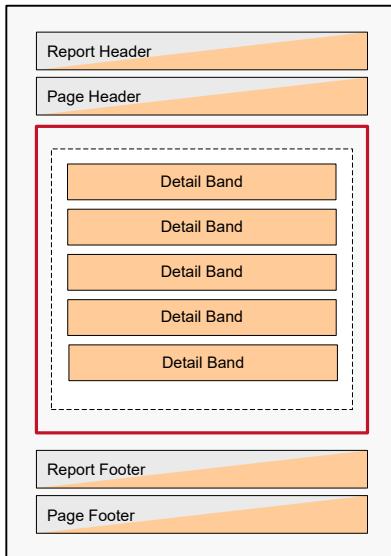 Report Header
Page Header
Detail Band
Detail Band
Detail Band
Detail Band
Detail Band
Report Footer
Page Footer